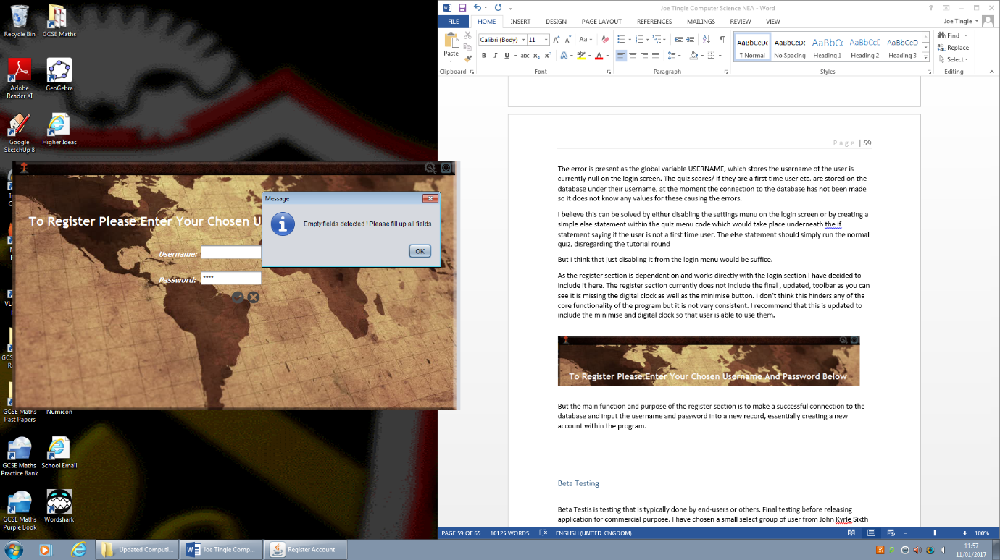 Recycle Bin
GCSE Maths
Adobe
Reader XI
GeoGebra
Google
SketchUp 8
Higher Ideas
GCSE Maths
Past Papers
Numicon
GCSE Maths
Practice Bank
School Email
GCSE Maths
Purple Book
Wordshark
To Register Please Enter Your Chosen U
Username:
Password:
****
Message
Empty fields detected ! Please fill up all fields
OK
Joe Tingle Computer Science NEA - Word
FILE
HOME
INSERT
DESIGN
PAGE LAYOUT
REFERENCES
MAILINGS
REVIEW
VIEW
Joe Tingle
Paste
Calibri (Body)
11
AaBbCcDc
¶ Normal
AaBbCcDc
No Spacing
AaBbCc
Heading 1
AaBbCcD
Heading 2
AaBbCcD
Heading 3
Find
Replace
Select
Clipboard
Font
Paragraph
Styles
Editing
Page | 59
The error is present as the global variable USERNAME, which stores the username of the user is
currently null on the login screen. The quiz scores/ if they are a first time user etc. are stored on the
database under their username, at the moment the connection to the database has not been made
so it does not know any values for these causing the errors.
I believe this can be solved by either disabling the settings menu on the login screen or by creating a
simple else statement within the quiz menu code which would take place underneath the if
statement saying if the user is not a first time user. The else statement should simply run the normal
quiz, disregarding the tutorial round
But I think that just disabling it from the login menu would be suffice.
As the register section is dependent on and works directly with the login section I have decided to
include it here. The register section currently does not include the final , updated, toolbar as you can
see it is missing the digital clock as well as the minimise button. I don't think this hinders any of the
core functionality of the program but it is not very consistent. I recommend that this is updated to
include the minimise and digital clock so that user is able to use them.
To Register Please Enter Your Chosen Username And Password Below
But the main function and purpose of the register section is to make a successful connection to the
database and input the username and password into a new record, essentially creating a new
account within the program.
Beta Testing
Beta Testis is testing that is typically done by end-users or others. Final testing before releasing
application for commercial purpose. I have chosen a small select group of user from John Kyrle Sixth
PAGE 59 OF 65
16125 WORDS
ENGLISH (UNITED KINGDOM)
100%
Updated Computi...
Joe Tingle Comp...
Register Account
11:57
11/01/2017